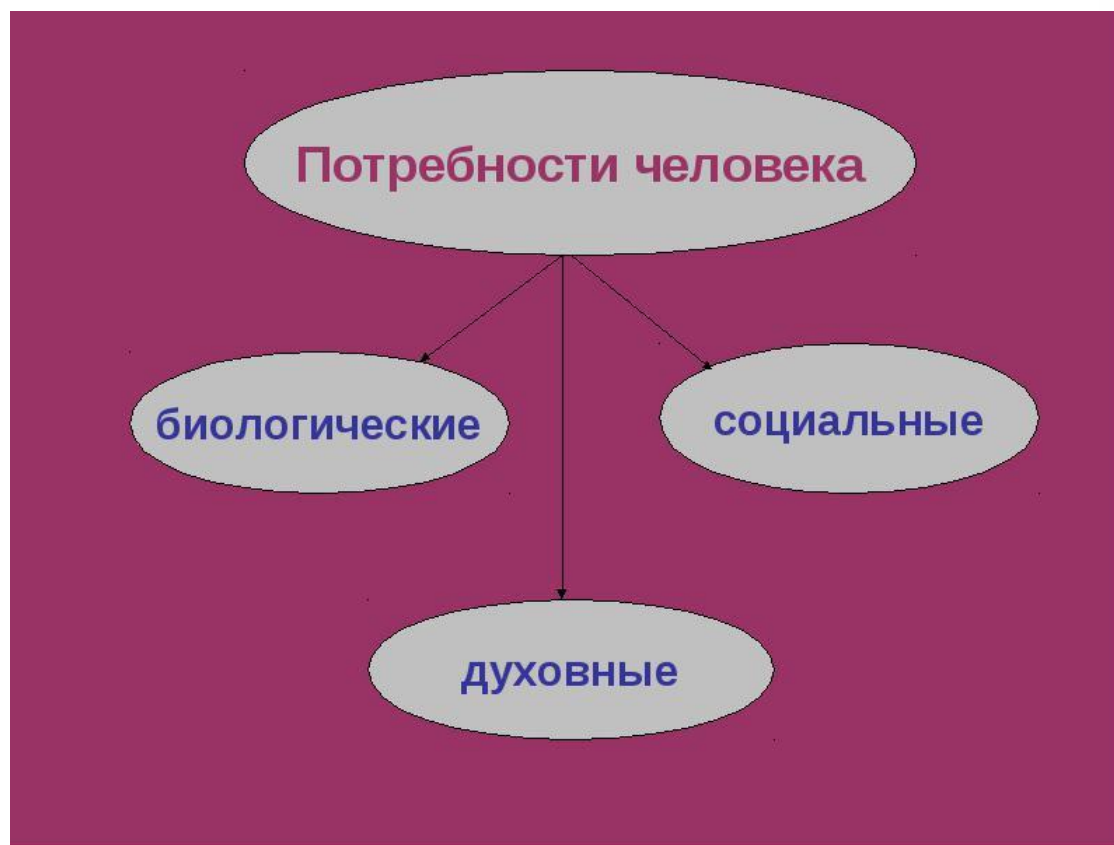 Потребности человека
биологические
социальные
духовные